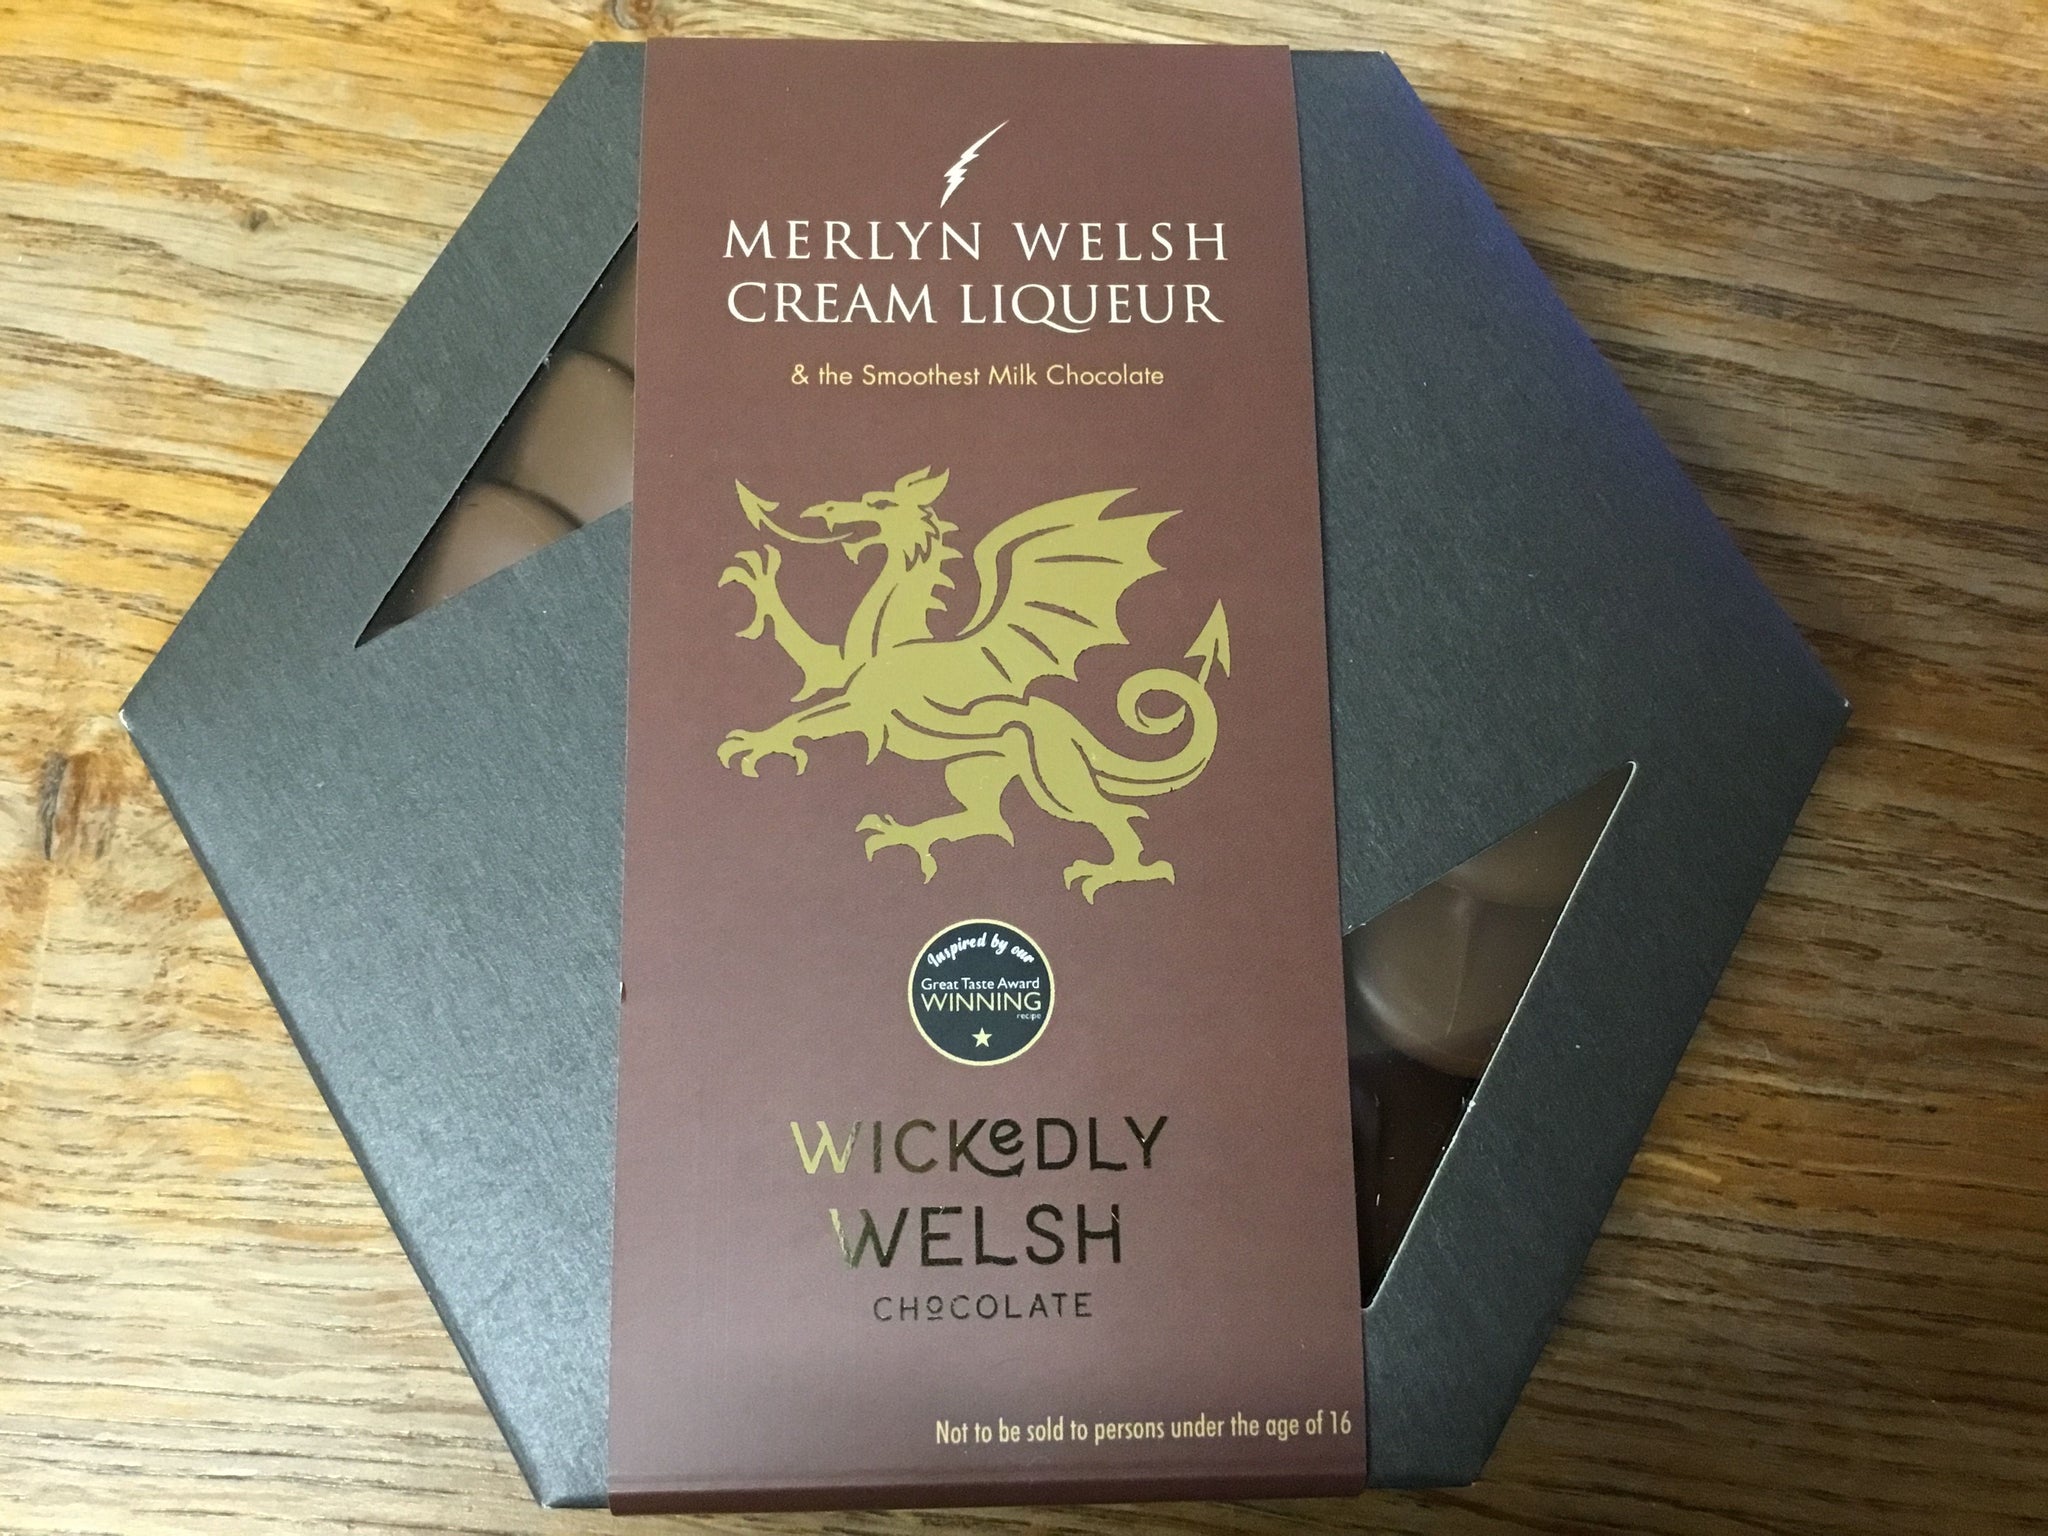 MERLYN WELSH
CREAM LIQUEUR
& the Smoothest Milk Chocolate
Inspired by our
Great Taste Award
WINNING
recipe
WICKeDLY
WELSH
CHoCOLATE
Not to be sold to persons under the age of 16